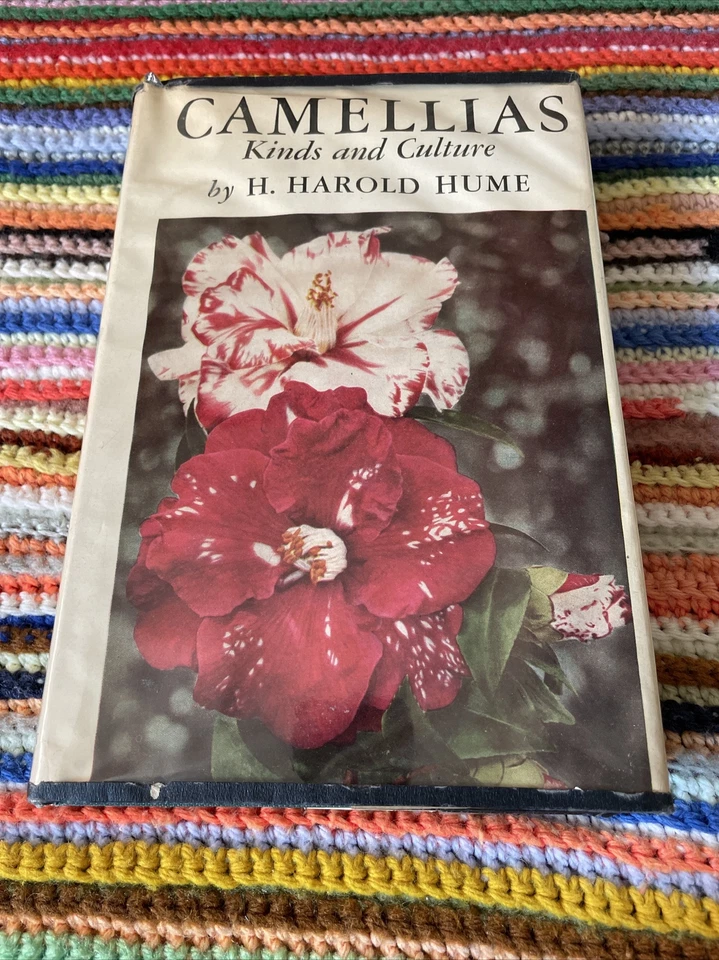 CAMELLIAS
Kinds and Culture
by H. HAROLD HUME